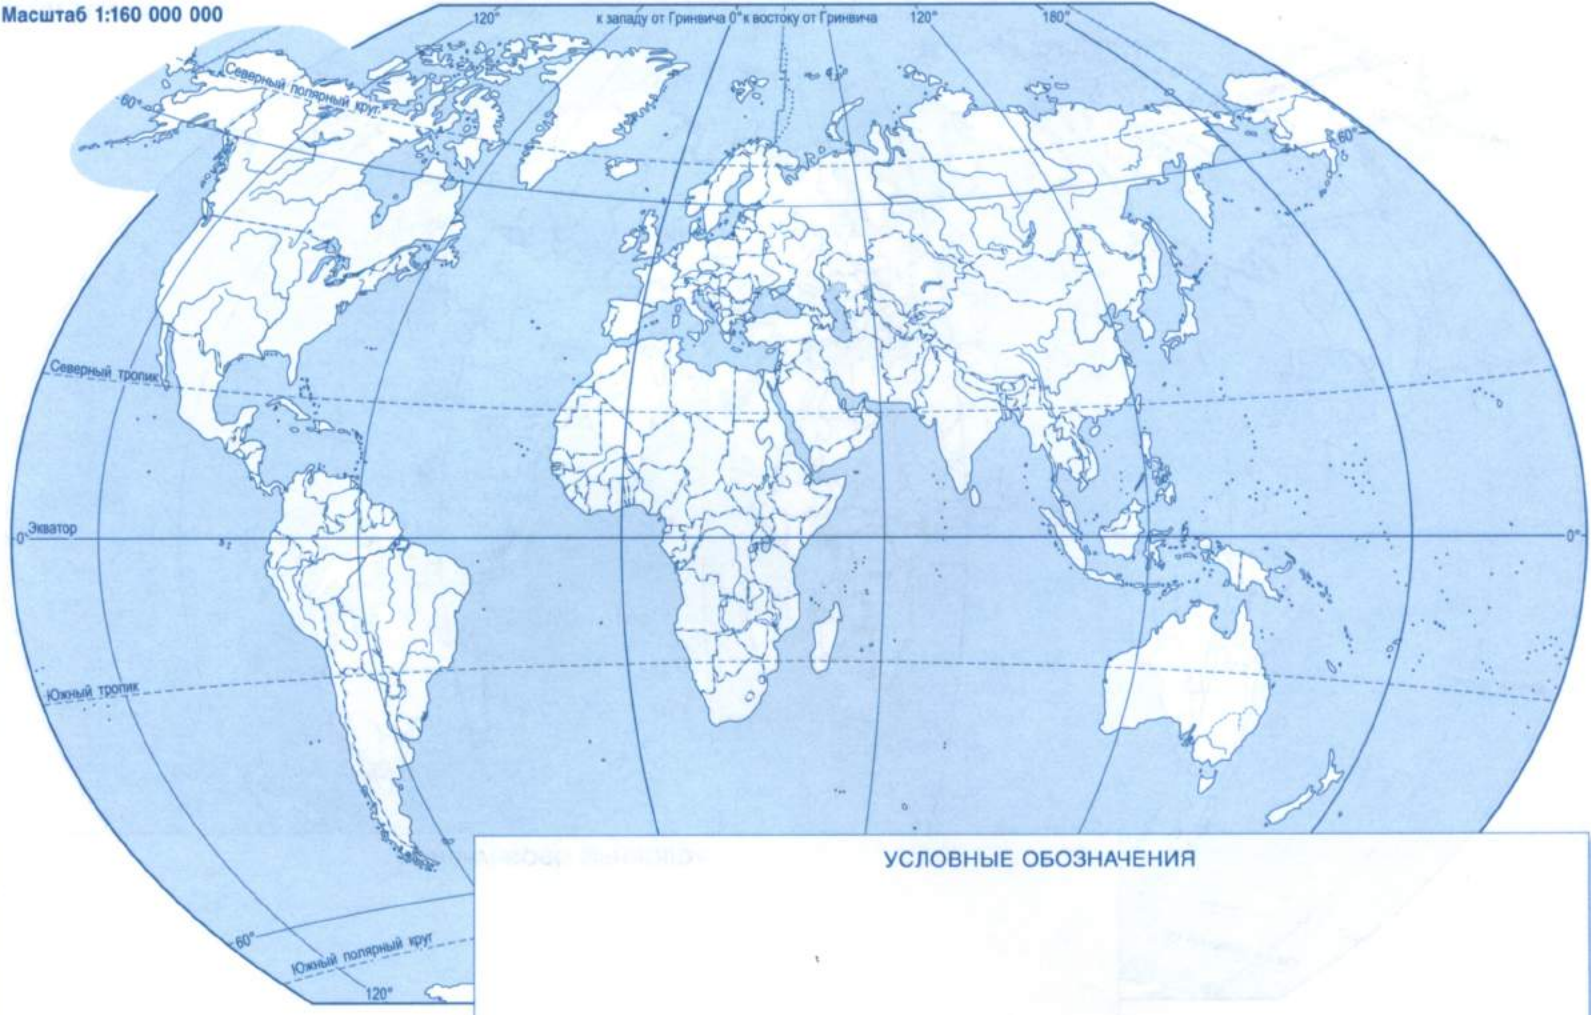 Масштаб 1:160 000 000
120° к западу от Гринвича 0° к востоку от Гринвича 120° 180°
Северный полярный круг
60°
60°
Северный тропик
0° Экватор 0°
Южный тропик
УСЛОВНЫЕ ОБОЗНАЧЕНИЯ
60°
Южный полярный круг
120°